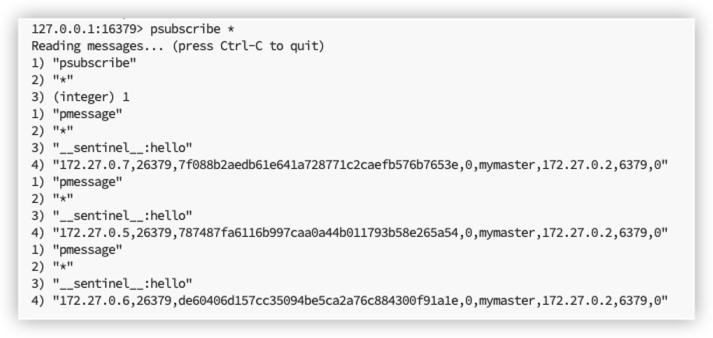 127.0.0.1:16379> psubscribe *
Reading messages... (press Ctrl-C to quit)
1) "psubscribe"
2) "*"
3) (integer) 1
1) "pmessage"
2) "*"
3) "__sentinel__:hello"
4) "172.27.0.7,26379,7f088b2aedb61e641a728771c2caefb576b7653e,0,mymaster,172.27.0.2,6379,0"
1) "pmessage"
2) "*"
3) "__sentinel__:hello"
4) "172.27.0.5,26379,787487fa6116b997caa0a44b011793b58e265a54,0,mymaster,172.27.0.2,6379,0"
1) "pmessage"
2) "*"
3) "__sentinel__:hello"
4) "172.27.0.6,26379,de60406d157cc35094be5ca2a76c884300f91a1e,0,mymaster,172.27.0.2,6379,0"